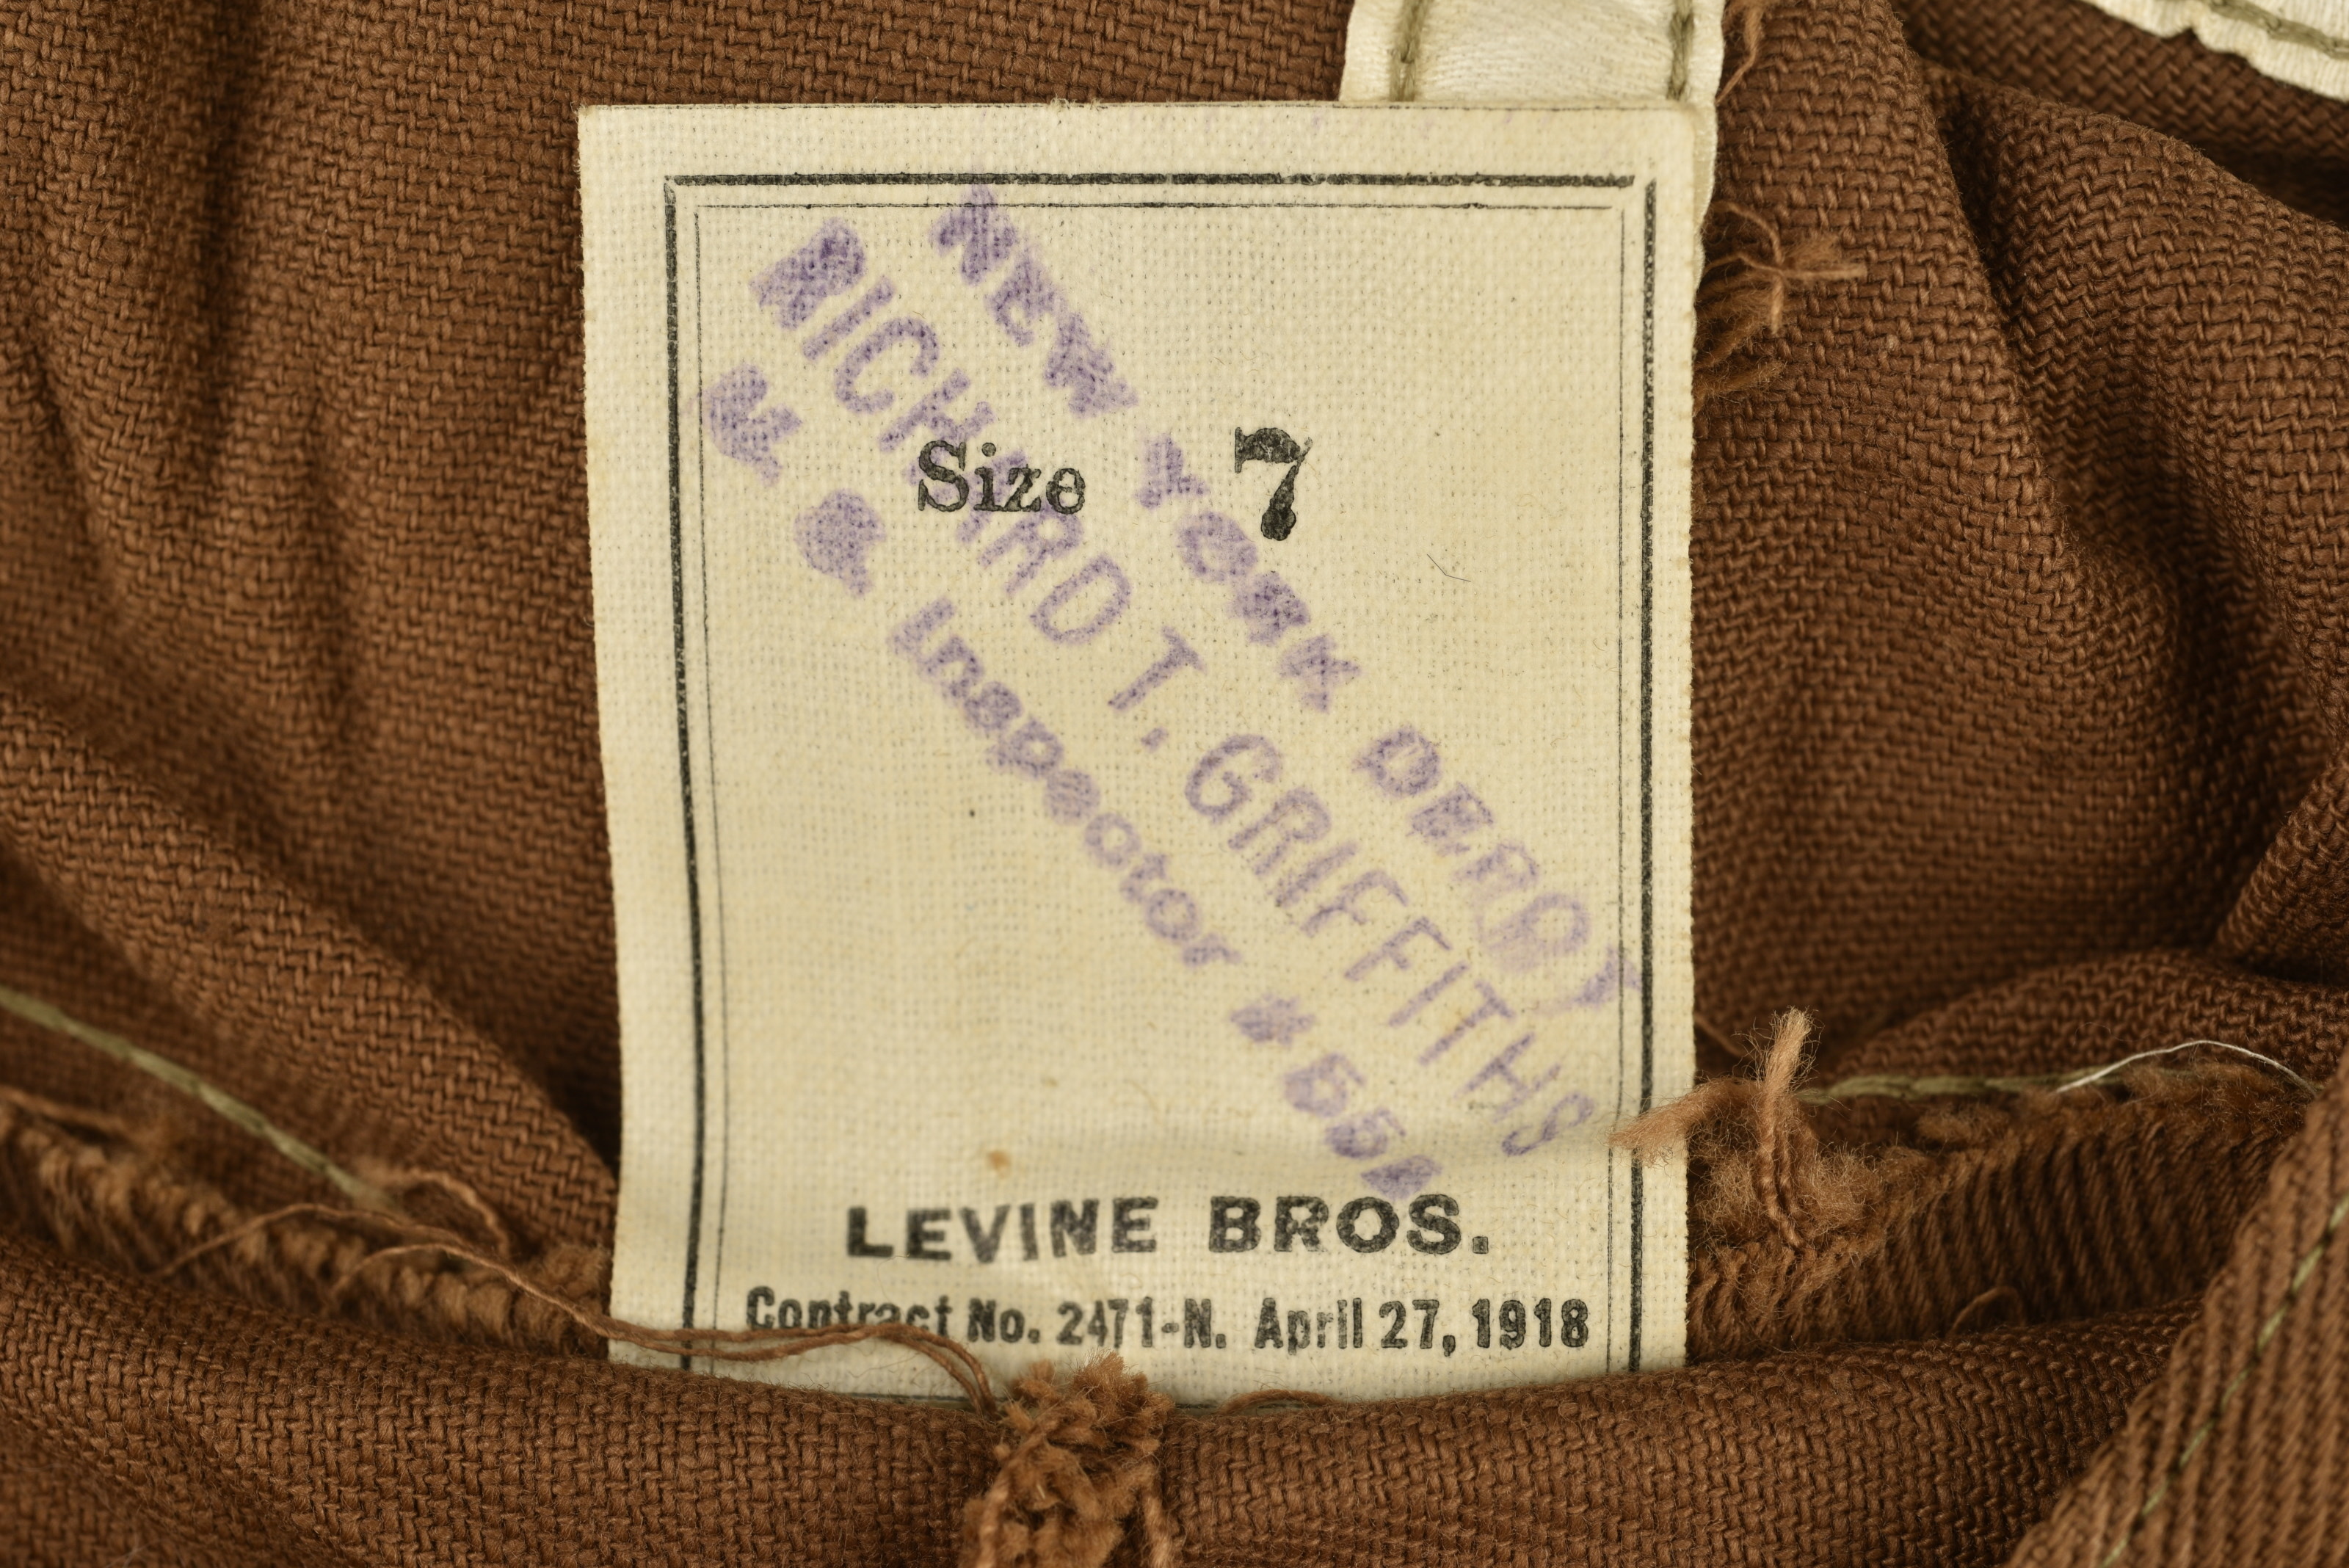 NEW YORK DEPOT
RICHARD T. GRIFFITHS
Inspector #
Size 7
LEVINE BROS.
Contract No. 2471-N. April 27, 1918